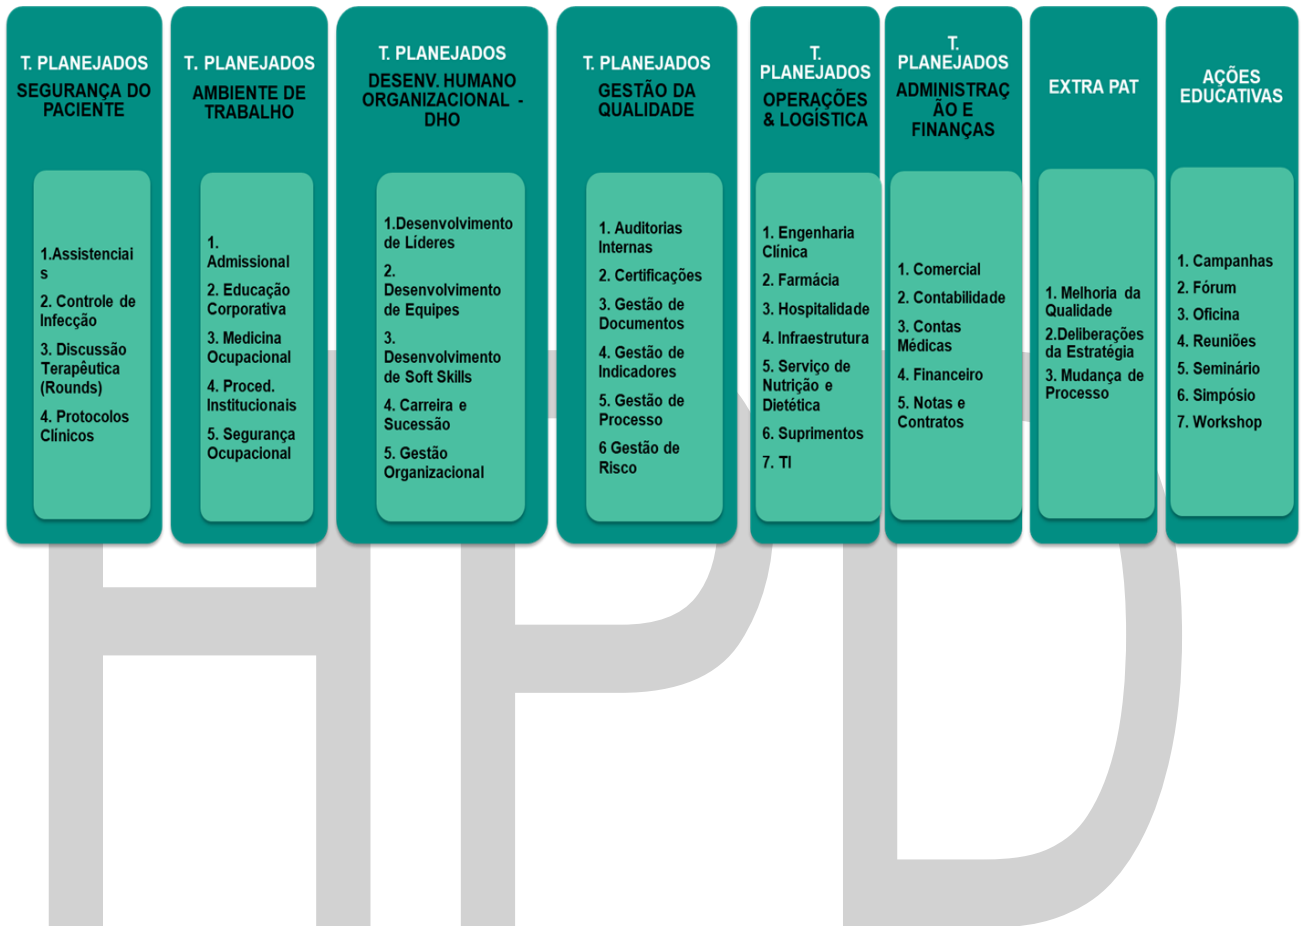 T. PLANEJADOS
SEGURANÇA DO
PACIENTE
1.Assistenciai
s
2. Controle de
Infecção
3. Discussão
Terapêutica
(Rounds)
4. Protocolos
Clínicos
T. PLANEJADOS
AMBIENTE DE
TRABALHO
1.
Admissional
2. Educação
Corporativa
3. Medicina
Ocupacional
4. Proced.
Institucionais
5. Segurança
Ocupacional
T. PLANEJADOS
DESENV. HUMANO
ORGANIZACIONAL -
DHO
1.Desenvolvimento
de Líderes
2.
Desenvolvimento
de Equipes
3.
Desenvolvimento
de Soft Skills
4. Carreira e
Sucessão
5. Gestão
Organizacional
T. PLANEJADOS
GESTÃO DA
QUALIDADE
1. Auditorias
Internas
2. Certificações
3. Gestão de
Documentos
4. Gestão de
Indicadores
5. Gestão de
Processo
6 Gestão de
Risco
T.
PLANEJADOS
OPERAÇÕES
& LOGÍSTICA
1. Engenharia
Clínica
2. Farmácia
3. Hospitalidade
4. Infraestrutura
5. Serviço de
Nutrição e
Dietética
6. Suprimentos
7. TI
T.
PLANEJADOS
ADMINISTRAÇ
ÃO E
FINANÇAS
1. Comercial
2. Contabilidade
3. Contas
Médicas
4. Financeiro
5. Notas e
Contratos
EXTRA PAT
1. Melhoria da
Qualidade
2.Deliberações
da Estratégia
3. Mudança de
Processo
AÇÕES
EDUCATIVAS
1. Campanhas
2. Fórum
3. Oficina
4. Reuniões
5. Seminário
6. Simpósio
7. Workshop
HPD